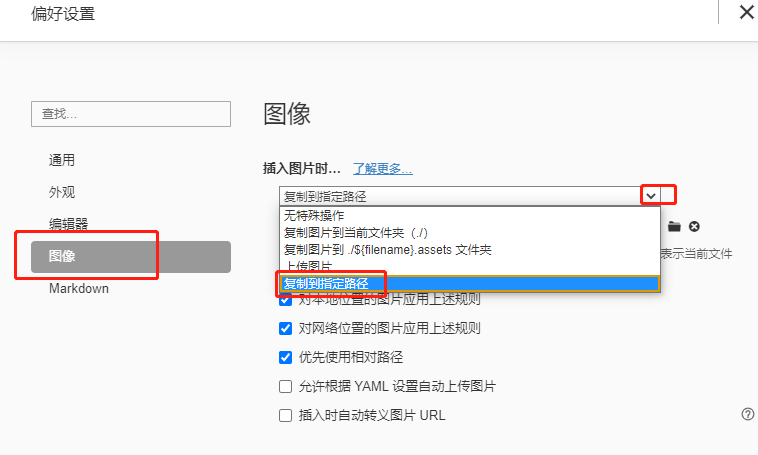 偏好设置
查找...
图像
通用
插入图片时... 了解更多...
外观
复制到指定路径
无特殊操作
编辑器
复制图片到当前文件夹（./）
复制图片到 ./${filename}.assets 文件夹
表示当前文件
图像
上传图片
复制到指定路径
Markdown
对本地位置的图片应用上述规则
对网络位置的图片应用上述规则
优先使用相对路径
允许根据 YAML 设置自动上传图片
插入时自动转义图片 URL